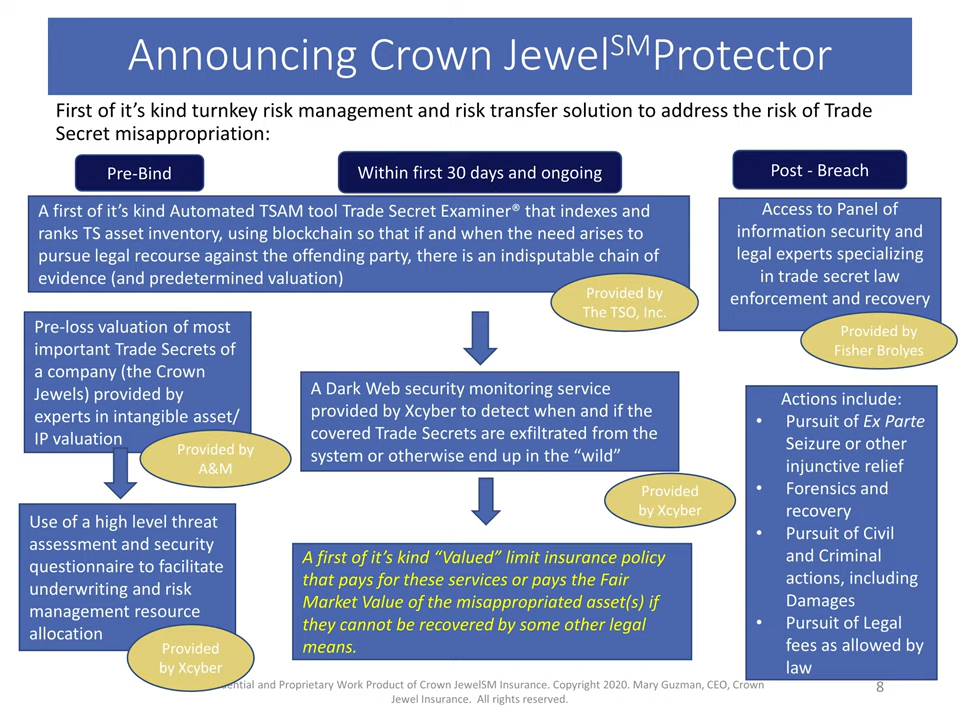 Announcing Crown JewelSMProtector
First of it’s kind turnkey risk management and risk transfer solution to address the risk of Trade
Secret misappropriation:
Pre-Bind
Within first 30 days and ongoing
Post - Breach
A first of it’s kind Automated TSAM tool Trade Secret Examiner® that indexes and
ranks TS asset inventory, using blockchain so that if and when the need arises to
pursue legal recourse against the offending party, there is an indisputable chain of
evidence (and predetermined valuation)
Provided by
The TSO, Inc.
Access to Panel of
information security and
legal experts specializing
in trade secret law
enforcement and recovery
Provided by
Fisher Brolyes
Pre-loss valuation of most
important Trade Secrets of
a company (the Crown
Jewels) provided by
experts in intangible asset/
IP valuation
Provided by
A&M
A Dark Web security monitoring service
provided by Xcyber to detect when and if the
covered Trade Secrets are exfiltrated from the
system or otherwise end up in the “wild”
Provided
by Xcyber
Actions include:
• Pursuit of Ex Parte
Seizure or other
injunctive relief
• Forensics and
recovery
• Pursuit of Civil
and Criminal
actions, including
Damages
• Pursuit of Legal
fees as allowed by
law
Use of a high level threat
assessment and security
questionnaire to facilitate
underwriting and risk
management resource
allocation
Provided
by Xcyber
A first of it’s kind “Valued” limit insurance policy
that pays for these services or pays the Fair
Market Value of the misappropriated asset(s) if
they cannot be recovered by some other legal
means.
and Proprietary Work Product of Crown JewelSM Insurance. Copyright 2020. Mary Guzman, CEO, Crown
Jewel Insurance. All rights reserved.
8